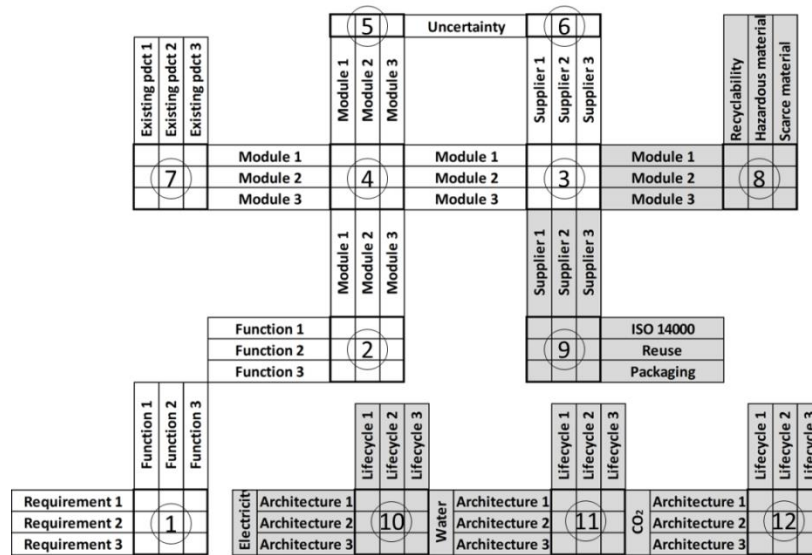 5 Uncertainty 6
Existing pdct 1
Existing pdct 2
Existing pdct 3
Module 1
Module 2
Module 3
Supplier 1
Supplier 2
Supplier 3
Recyclability
Hazardous material
Scarce material
Module 1 Module 1 Module 1
7 Module 2 4 Module 2 3 Module 2 8
Module 3 Module 3 Module 3
Module 1
Module 2
Module 3
Supplier 1
Supplier 2
Supplier 3
Function 1 ISO 14000
Function 2 2 9 Reuse
Function 3 Packaging
Function 1
Function 2
Function 3
Lifecycle 1
Lifecycle 2
Lifecycle 3
Lifecycle 1
Lifecycle 2
Lifecycle 3
Lifecycle 1
Lifecycle 2
Lifecycle 3
Requirement 1 Architecture 1 Architecture 1 Architecture 1
Requirement 2 1 Electricity Architecture 2 10 Water Architecture 2 11 CO₂ Architecture 2 12
Requirement 3 Architecture 3 Architecture 3 Architecture 3